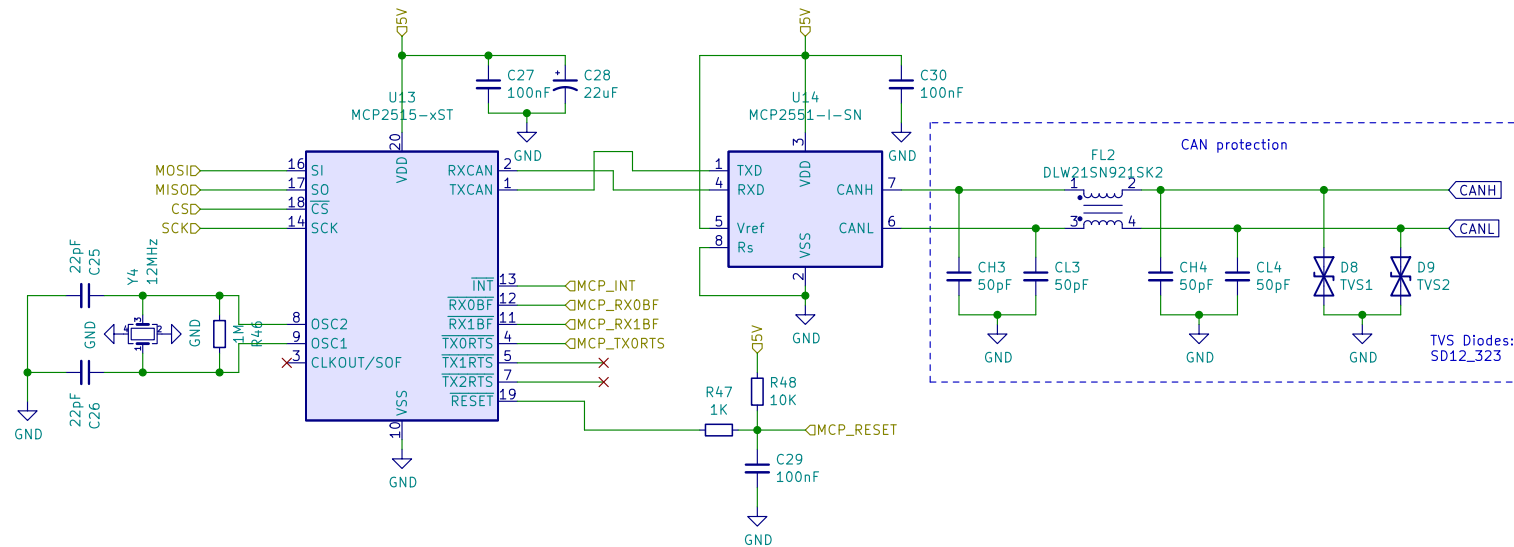 5V
5V
C27
100nF
C28
22uF
C30
100nF
U13
MCP2515-xST
U14
MCP2551-I-SN
GND
GND
CAN protection
FL2
DLW21SN921SK2
20
VDD
MOSI
16
SI
MISO
17
SO
CS
18
CS
SCK
14
SCK
RXCAN
2
TXCAN
1
3
VDD
1
TXD
4
RXD
5
Vref
8
Rs
CANH
7
CANL
6
VSS
2
GND
1
2
3
4
CANH
CANL
CH3
50pF
CL3
50pF
CH4
50pF
CL4
50pF
D8
TVS1
D9
TVS2
GND
GND
GND
TVS Diodes:
SD12_323
22pF
C25
Y4
12MHz
GND
4
3
2
1
GND
1M
R46
22pF
C26
GND
8
OSC2
9
OSC1
3
CLKOUT/SOF
INT
13
MCP_INT
RX0BF
12
MCP_RX0BF
RX1BF
11
MCP_RX1BF
TX0RTS
4
MCP_TX0RTS
TX1RTS
5
TX2RTS
7
RESET
19
VSS
10
GND
5V
R47
1K
R48
10K
MCP_RESET
C29
100nF
GND